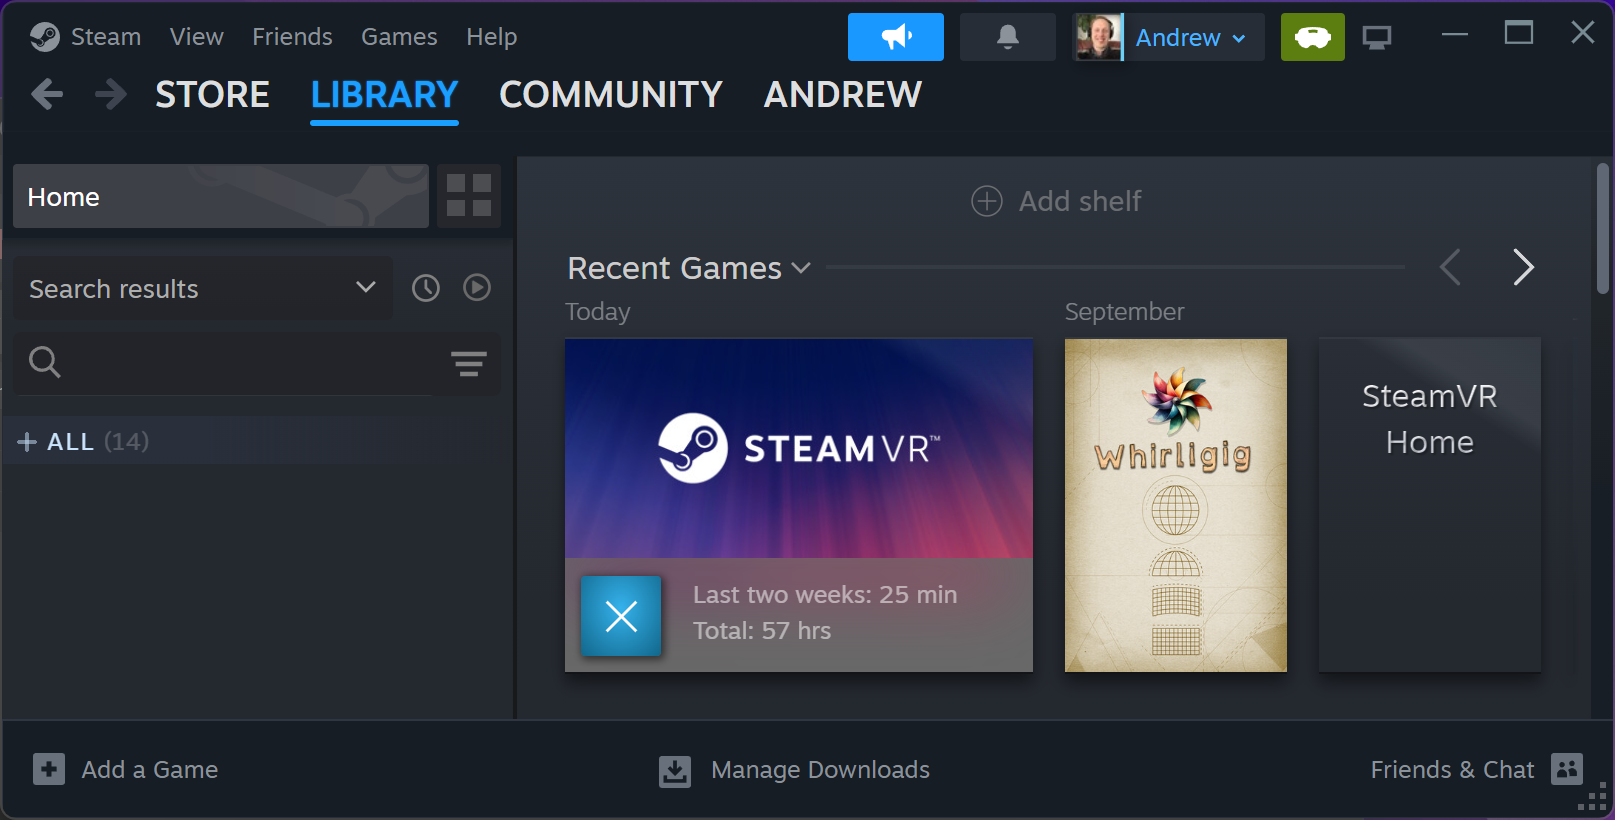 Steam View Friends Games Help
Andrew
STORE LIBRARY COMMUNITY ANDREW
Home
Add shelf
Search results
Recent Games
Today
September
STEAM VR™
Whirligig
SteamVR
Home
+ ALL (14)
Last two weeks: 25 min
Total: 57 hrs
Add a Game
Manage Downloads
Friends & Chat